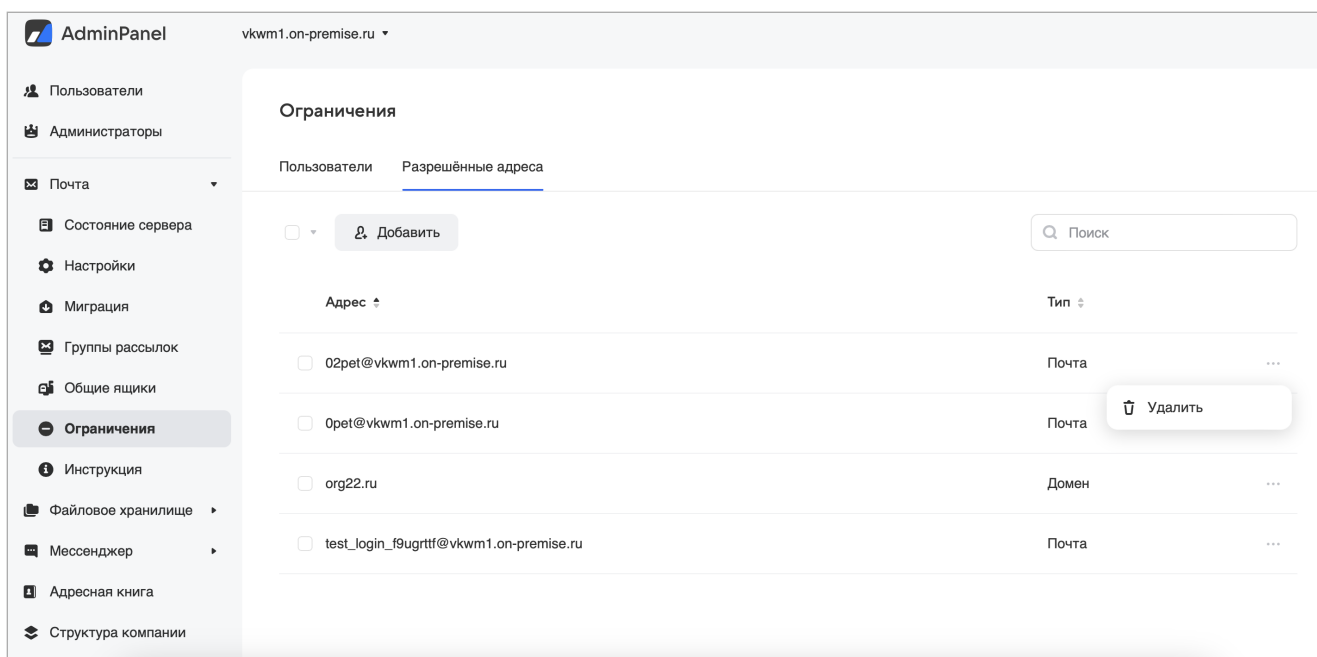 AdminPanel
vkwm1.on-premise.ru
Пользователи
Администраторы
Почта
Состояние сервера
Настройки
Миграция
Группы рассылок
Общие ящики
Ограничения
Инструкция
Файловое хранилище
Мессенджер
Адресная книга
Структура компании
Ограничения
Пользователи Разрешённые адреса
Добавить Поиск
Адрес Тип
02pet@vkwm1.on-premise.ru Почта
Удалить
0pet@vkwm1.on-premise.ru Почта
org22.ru Домен
test_login_f9ugrttf@vkwm1.on-premise.ru Почта